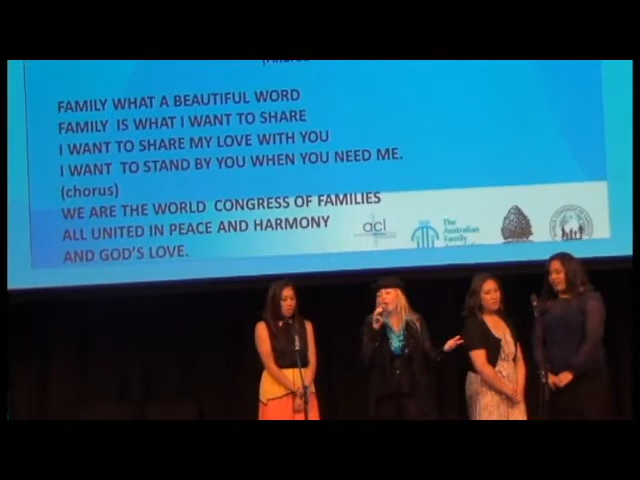 FAMILY WHAT A BEAUTIFUL WORD
FAMILY IS WHAT I WANT TO SHARE
I WANT TO SHARE MY LOVE WITH YOU
I WANT TO STAND BY YOU WHEN YOU NEED ME.
(chorus)
WE ARE THE WORLD CONGRESS OF FAMILIES
ALL UNITED IN PEACE AND HARMONY
AND GOD'S LOVE.
acl
The
Australian
Family